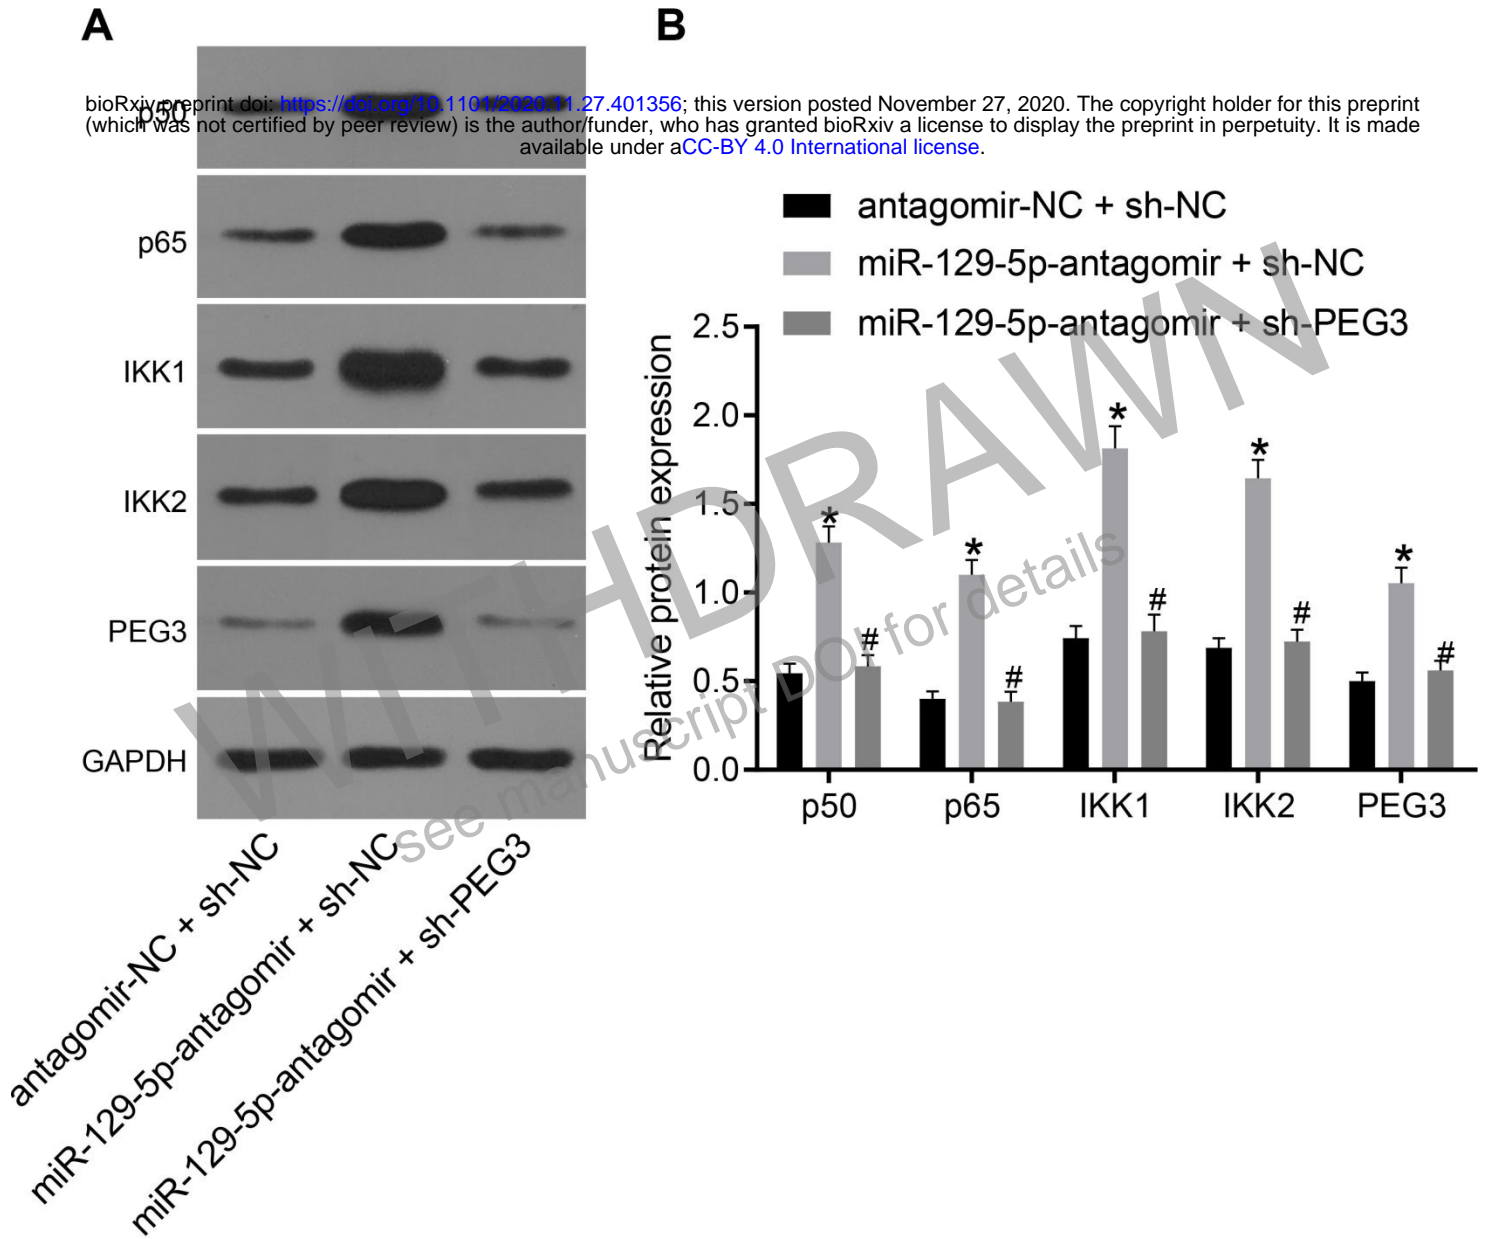 A
B
bioRxiv preprint doi: https://doi.org/10.1101/2020.11.27.401356; this version posted November 27, 2020. The copyright holder for this preprint
(which was not certified by peer review) is the author/funder, who has granted bioRxiv a license to display the preprint in perpetuity. It is made
available under aCC-BY 4.0 International license.
p50
p65
IKK1
IKK2
PEG3
GAPDH
antagomir-NC + sh-NC
miR-129-5p-antagomir + sh-NC
miR-129-5p-antagomir + sh-PEG3
antagomir-NC + sh-NC
miR-129-5p-antagomir + sh-NC
miR-129-5p-antagomir + sh-PEG3
Relative protein expression
2.5
2.0
1.5
1.0
0.5
0.0
* # * # * # * # * #
p50 p65 IKK1 IKK2 PEG3
WITHDRAWN
see manuscript DOI for details